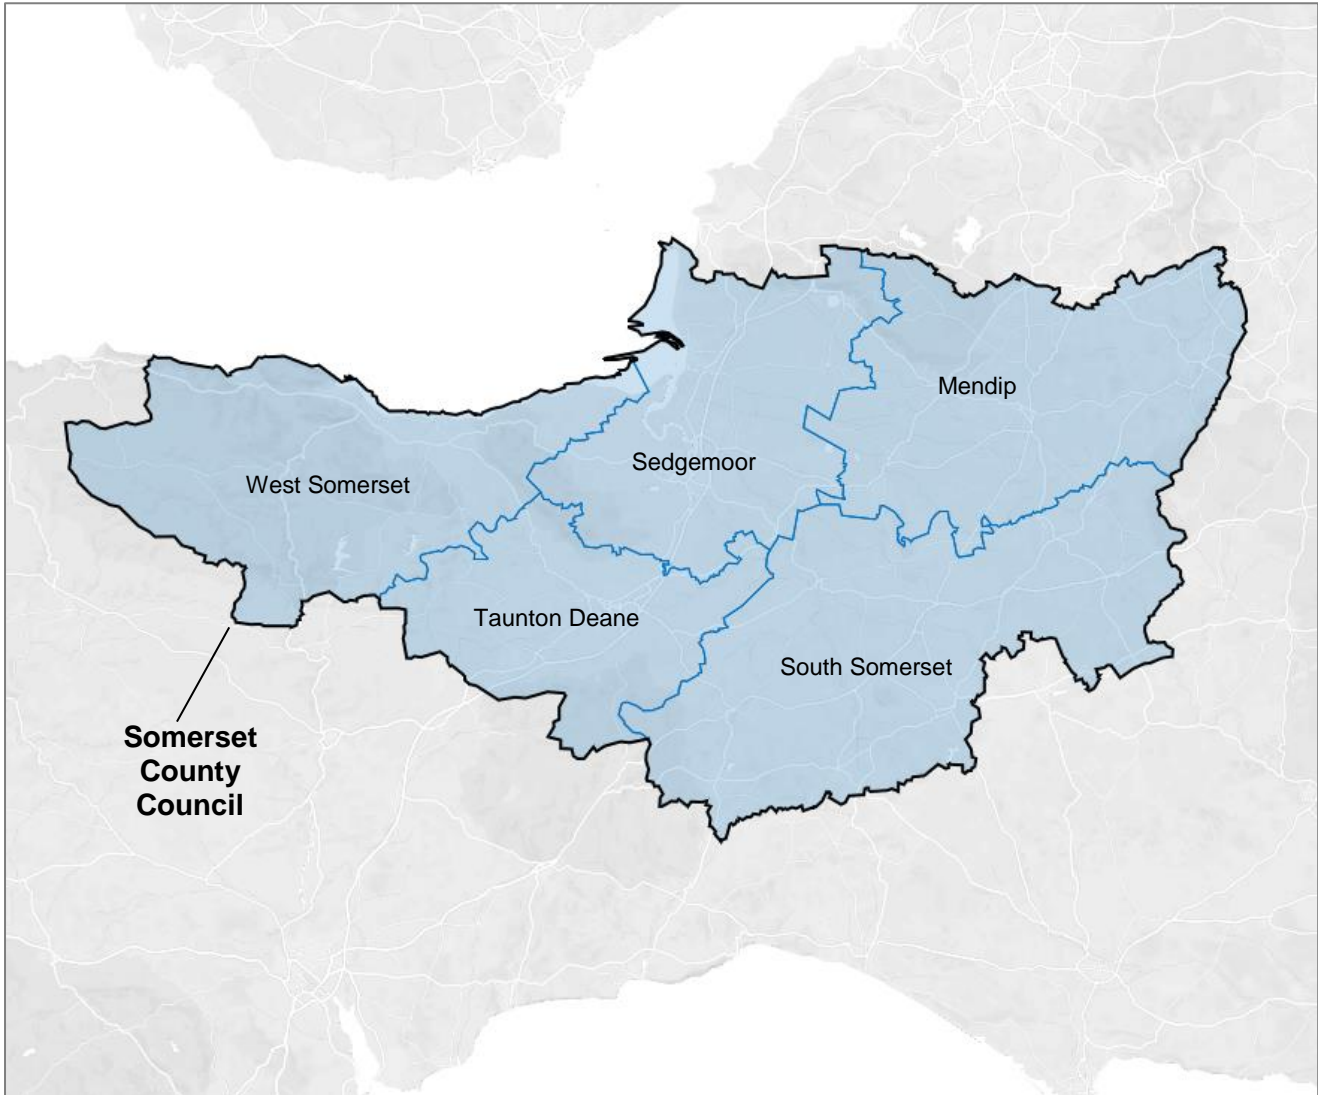 Mendip
Sedgemoor
West Somerset
Taunton Deane
South Somerset
Somerset
County
Council